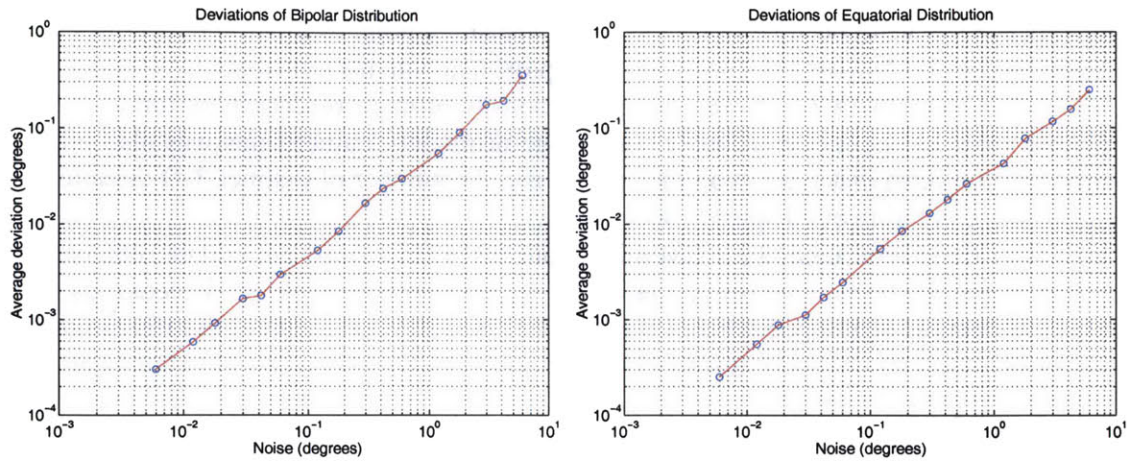 Deviations of Bipolar Distribution
10^0
10^-1
10^-2
10^-3
10^-4
Average deviation (degrees)
10^-3 10^-2 10^-1 10^0 10^1
Noise (degrees)
Deviations of Equatorial Distribution
10^0
10^-1
10^-2
10^-3
10^-4
Average deviation (degrees)
10^-3 10^-2 10^-1 10^0 10^1
Noise (degrees)